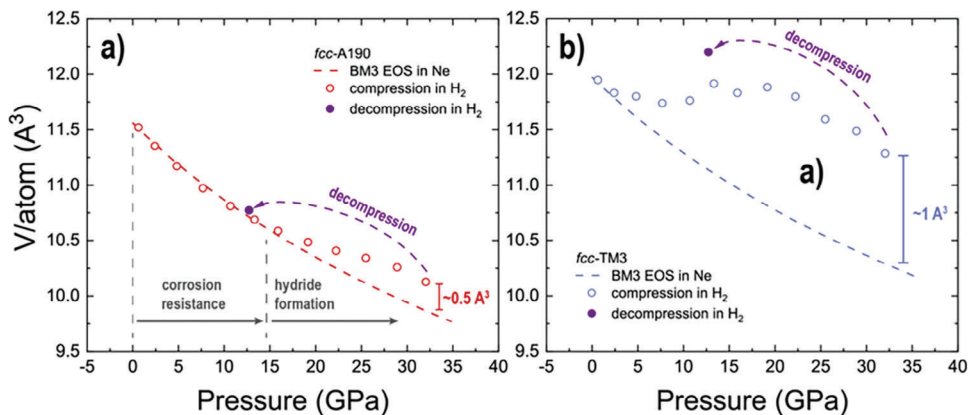 a)
fcc-A190
BM3 EOS in Ne
compression in H2
decompression in H2
decompression
corrosion
resistance
hydride
formation
~0.5 A³
V/atom (A³)
12.5
12.0
11.5
11.0
10.5
10.0
9.5
-5 0 5 10 15 20 25 30 35 40
Pressure (GPa)
b)
decompression
a)
~1 A³
fcc-TM3
BM3 EOS in Ne
compression in H2
decompression in H2
12.5
12.0
11.5
11.0
10.5
10.0
9.5
-5 0 5 10 15 20 25 30 35 40
Pressure (GPa)